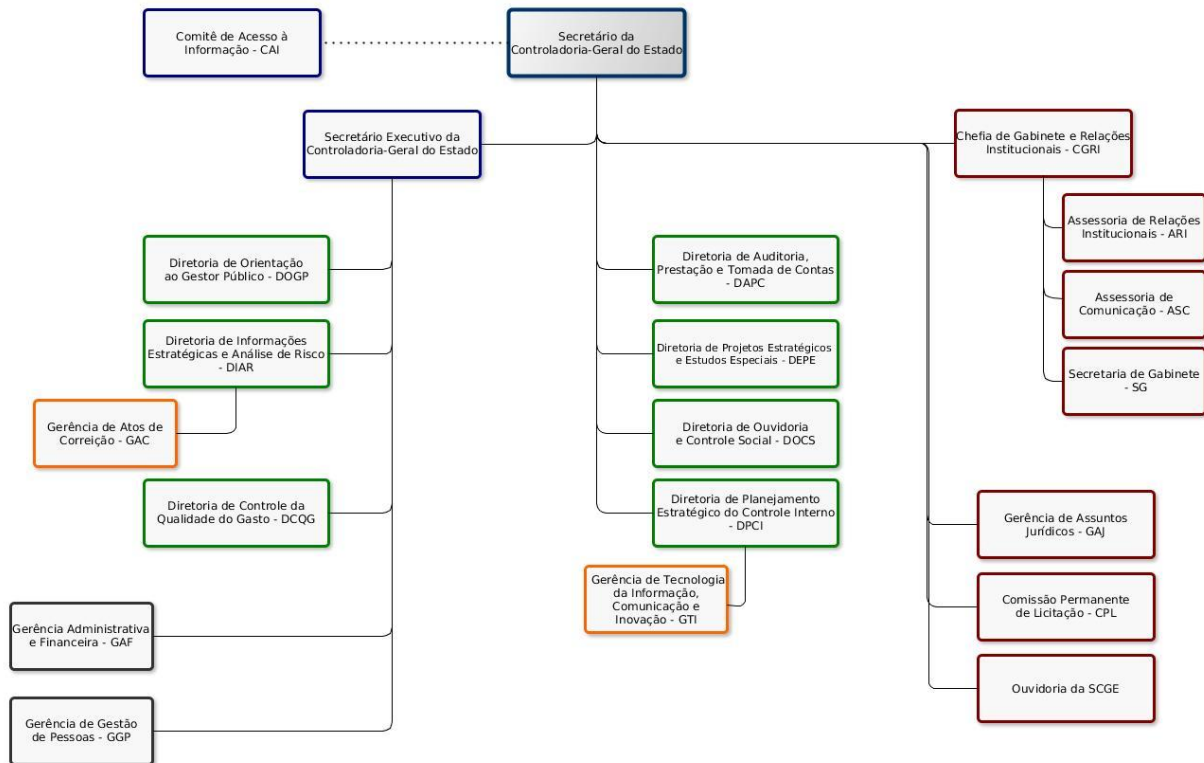 Comitê de Acesso à
Informação - CAI
Secretário da
Controladoria-Geral do Estado
Secretário Executivo da
Controladoria-Geral do Estado
Chefia de Gabinete e Relações
Institucionais - CGRI
Assessoria de Relações
Institucionais - ARI
Assessoria de
Comunicação - ASC
Secretaria de Gabinete
- SG
Diretoria de Orientação
ao Gestor Público - DOGP
Diretoria de Informações
Estratégicas e Análise de Risco
- DIAR
Gerência de Atos de
Correição - GAC
Diretoria de Controle da
Qualidade do Gasto - DCQG
Gerência Administrativa
e Financeira - GAF
Gerência de Gestão
de Pessoas - GGP
Diretoria de Auditoria,
Prestação e Tomada de Contas
- DAPC
Diretoria de Projetos Estratégicos
e Estudos Especiais - DEPE
Diretoria de Ouvidoria
e Controle Social - DOCS
Diretoria de Planejamento
Estratégico do Controle Interno
- DPCI
Gerência de Tecnologia
da Informação,
Comunicação e
Inovação - GTI
Gerência de Assuntos
Jurídicos - GAJ
Comissão Permanente
de Licitação - CPL
Ouvidoria da SCGE